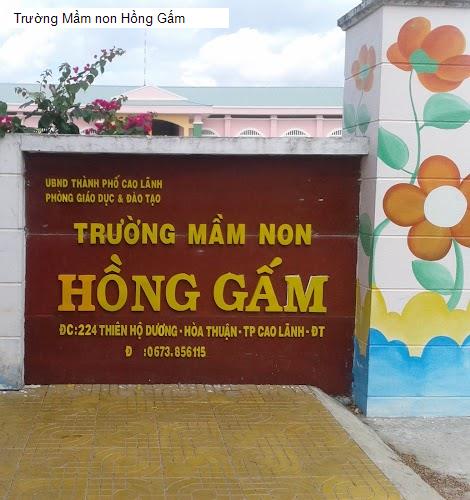 Trường Mầm non Hồng Gấm
UBND THÀNH PHỐ CAO LÃNH
PHÒNG GIÁO DỤC & ĐÀO TẠO
TRƯỜNG MẦM NON
HỒNG GẤM
ĐC:224 THIÊN HỘ DƯƠNG-HÒA THUẬN-TP CAO LÃNH-ĐT
Đ :0673.856115